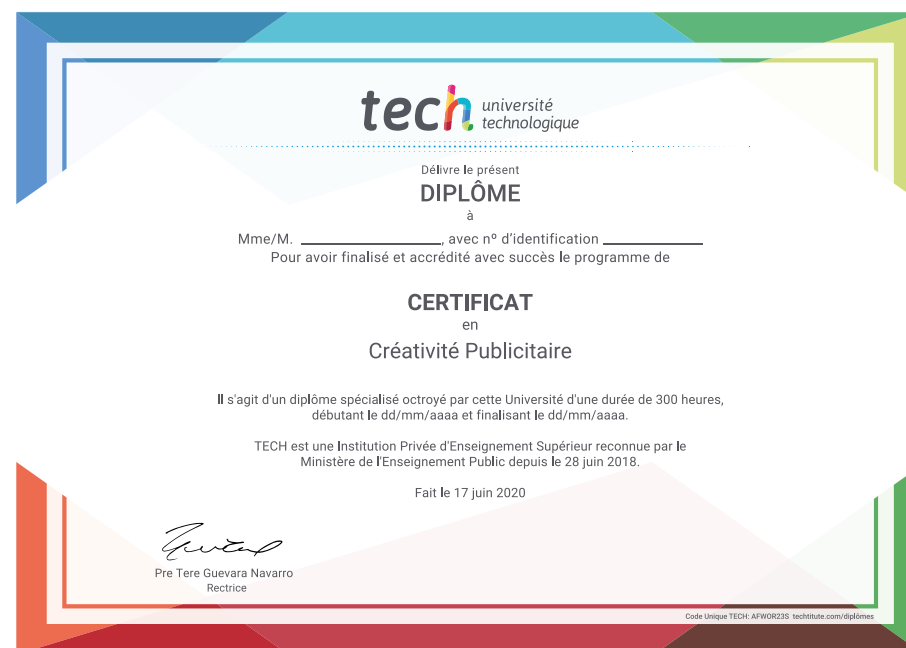 tech université
technologique
Délivre le présent
DIPLÔME
à
Mme/M. ____________________, avec nº d'identification ______________
Pour avoir finalisé et accrédité avec succès le programme de
CERTIFICAT
en
Créativité Publicitaire
Il s'agit d'un diplôme spécialisé octroyé par cette Université d'une durée de 300 heures,
débutant le dd/mm/aaaa et finalisant le dd/mm/aaaa.
TECH est une Institution Privée d'Enseignement Supérieur reconnue par le
Ministère de l'Enseignement Public depuis le 28 juin 2018.
Fait le 17 juin 2020
Pre Tere Guevara Navarro
Rectrice
Code Unique TECH: AFWOR23S techtitute.com/diplômes